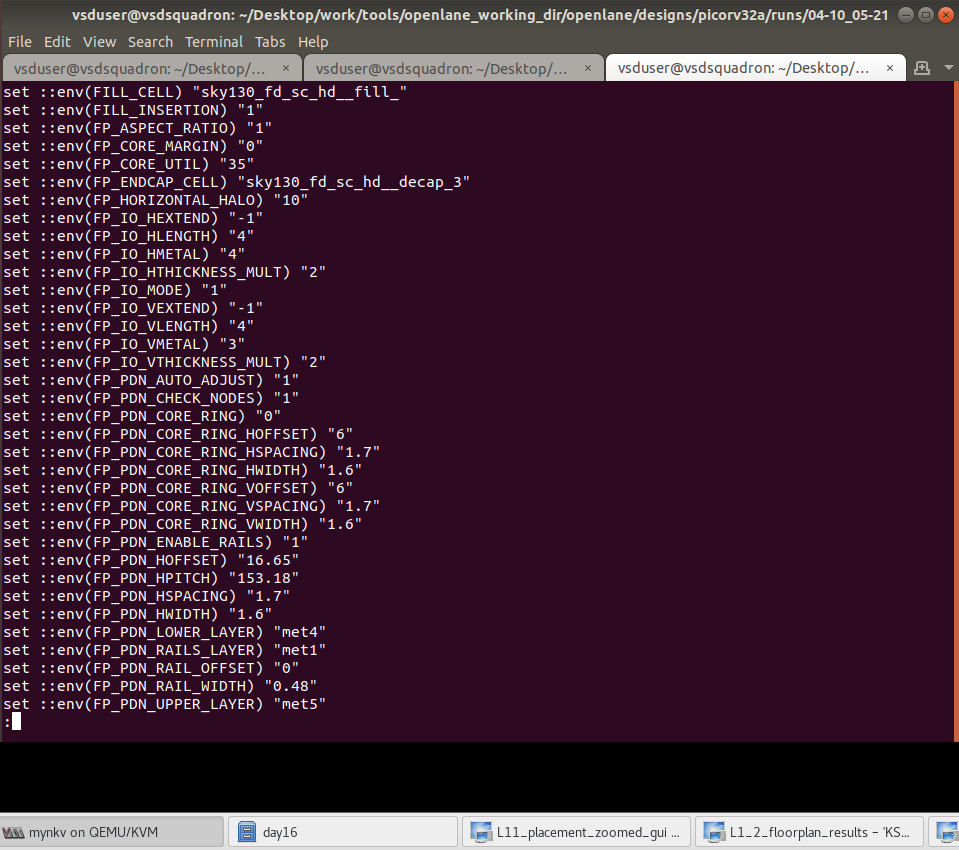 vsduser@vsdsquadron: ~/Desktop/work/tools/openlane_working_dir/openlane/designs/picorv32a/runs/04-10_05-21
File Edit View Search Terminal Tabs Help
vsduser@vsdsquadron: ~/Desktop/... × vsduser@vsdsquadron: ~/Desktop/... × vsduser@vsdsquadron: ~/Desktop/... ×
set ::env(FILL_CELL) "sky130_fd_sc_hd__fill_"
set ::env(FILL_INSERTION) "1"
set ::env(FP_ASPECT_RATIO) "1"
set ::env(FP_CORE_MARGIN) "0"
set ::env(FP_CORE_UTIL) "35"
set ::env(FP_ENDCAP_CELL) "sky130_fd_sc_hd__decap_3"
set ::env(FP_HORIZONTAL_HALO) "10"
set ::env(FP_IO_HEXTEND) "-1"
set ::env(FP_IO_HLENGTH) "4"
set ::env(FP_IO_HMETAL) "4"
set ::env(FP_IO_HTHICKNESS_MULT) "2"
set ::env(FP_IO_MODE) "1"
set ::env(FP_IO_VEXTEND) "-1"
set ::env(FP_IO_VLENGTH) "4"
set ::env(FP_IO_VMETAL) "3"
set ::env(FP_IO_VTHICKNESS_MULT) "2"
set ::env(FP_PDN_AUTO_ADJUST) "1"
set ::env(FP_PDN_CHECK_NODES) "1"
set ::env(FP_PDN_CORE_RING) "0"
set ::env(FP_PDN_CORE_RING_HOFFSET) "6"
set ::env(FP_PDN_CORE_RING_HSPACING) "1.7"
set ::env(FP_PDN_CORE_RING_HWIDTH) "1.6"
set ::env(FP_PDN_CORE_RING_VOFFSET) "6"
set ::env(FP_PDN_CORE_RING_VSPACING) "1.7"
set ::env(FP_PDN_CORE_RING_VWIDTH) "1.6"
set ::env(FP_PDN_ENABLE_RAILS) "1"
set ::env(FP_PDN_HOFFSET) "16.65"
set ::env(FP_PDN_HPITCH) "153.18"
set ::env(FP_PDN_HSPACING) "1.7"
set ::env(FP_PDN_HWIDTH) "1.6
set ::env(FP_PDN_LOWER_LAYER) "met4"
set ::env(FP_PDN_RAILS_LAYER) "met1"
set ::env(FP_PDN_RAIL_OFFSET) "0"
set ::env(FP_PDN_RAIL_WIDTH) "0.48"
set ::env(FP_PDN_UPPER_LAYER) "met5"
:
mynkv on QEMU/KVM day16 L11_placement_zoomed_gui ... L1_2_floorplan_results – 'KS...